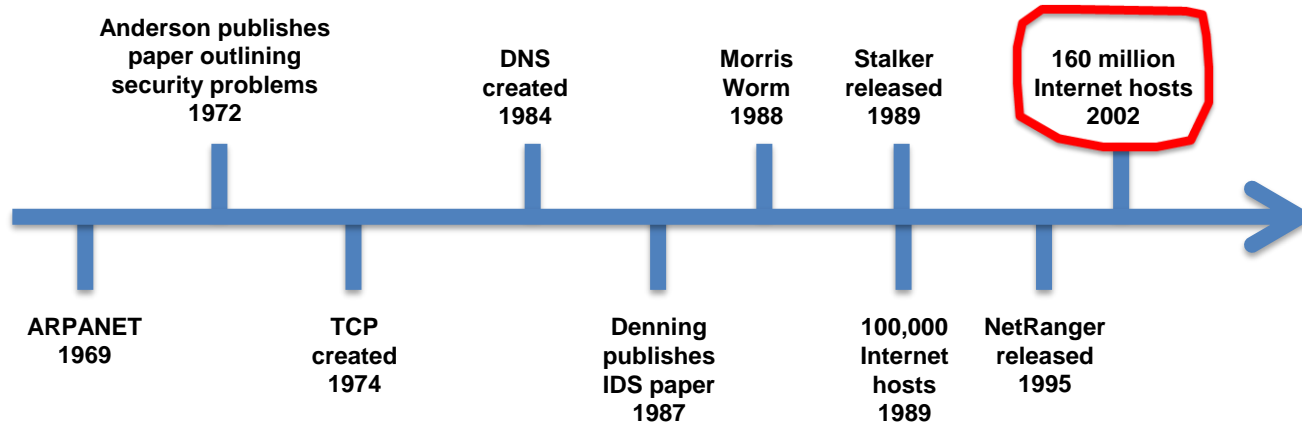 Anderson publishes
paper outlining
security problems
1972
DNS
created
1984
Morris
Worm
1988
Stalker
released
1989
160 million
Internet hosts
2002
ARPANET
1969
TCP
created
1974
Denning
publishes
IDS paper
1987
100,000
Internet
hosts
1989
NetRanger
released
1995